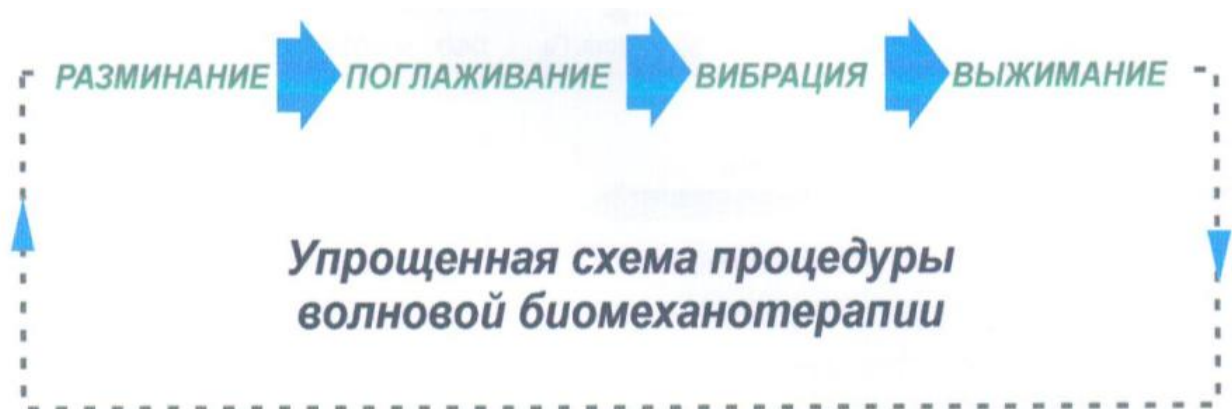 РАЗМИНАНИЕ ПОГЛАЖИВАНИЕ ВИБРАЦИЯ ВЫЖИМАНИЕ
Упрощенная схема процедуры
волновой биомеханотерапии